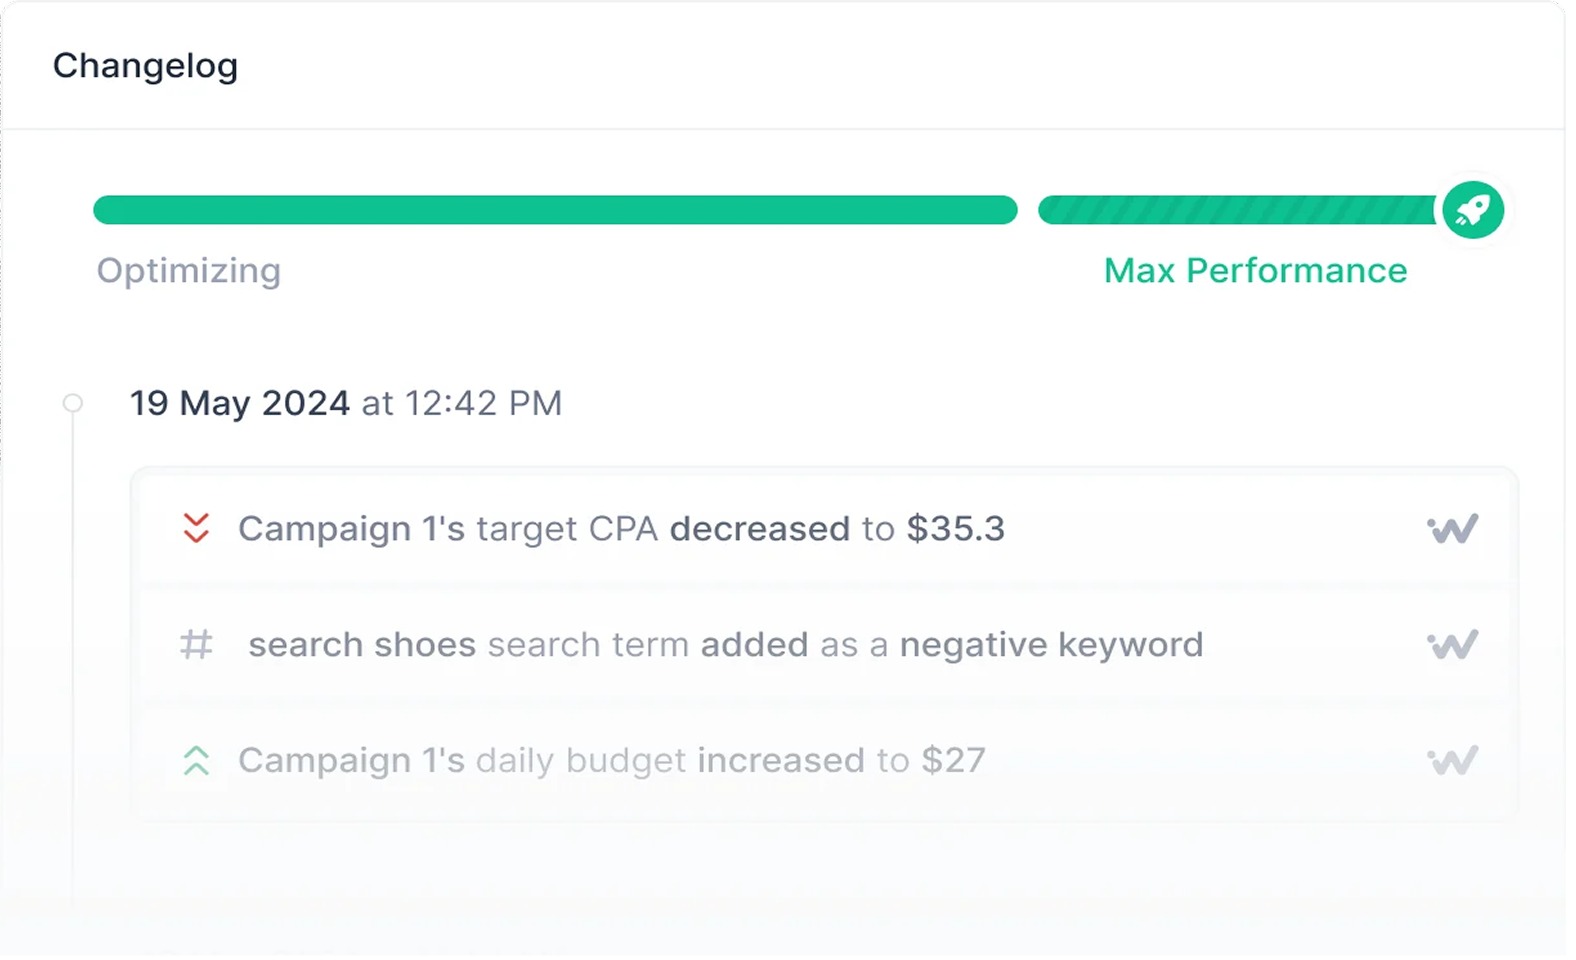 Changelog
Optimizing
Max Performance
19 May 2024 at 12:42 PM
Campaign 1's target CPA decreased to $35.3
# search shoes search term added as a negative keyword
Campaign 1's daily budget increased to $27